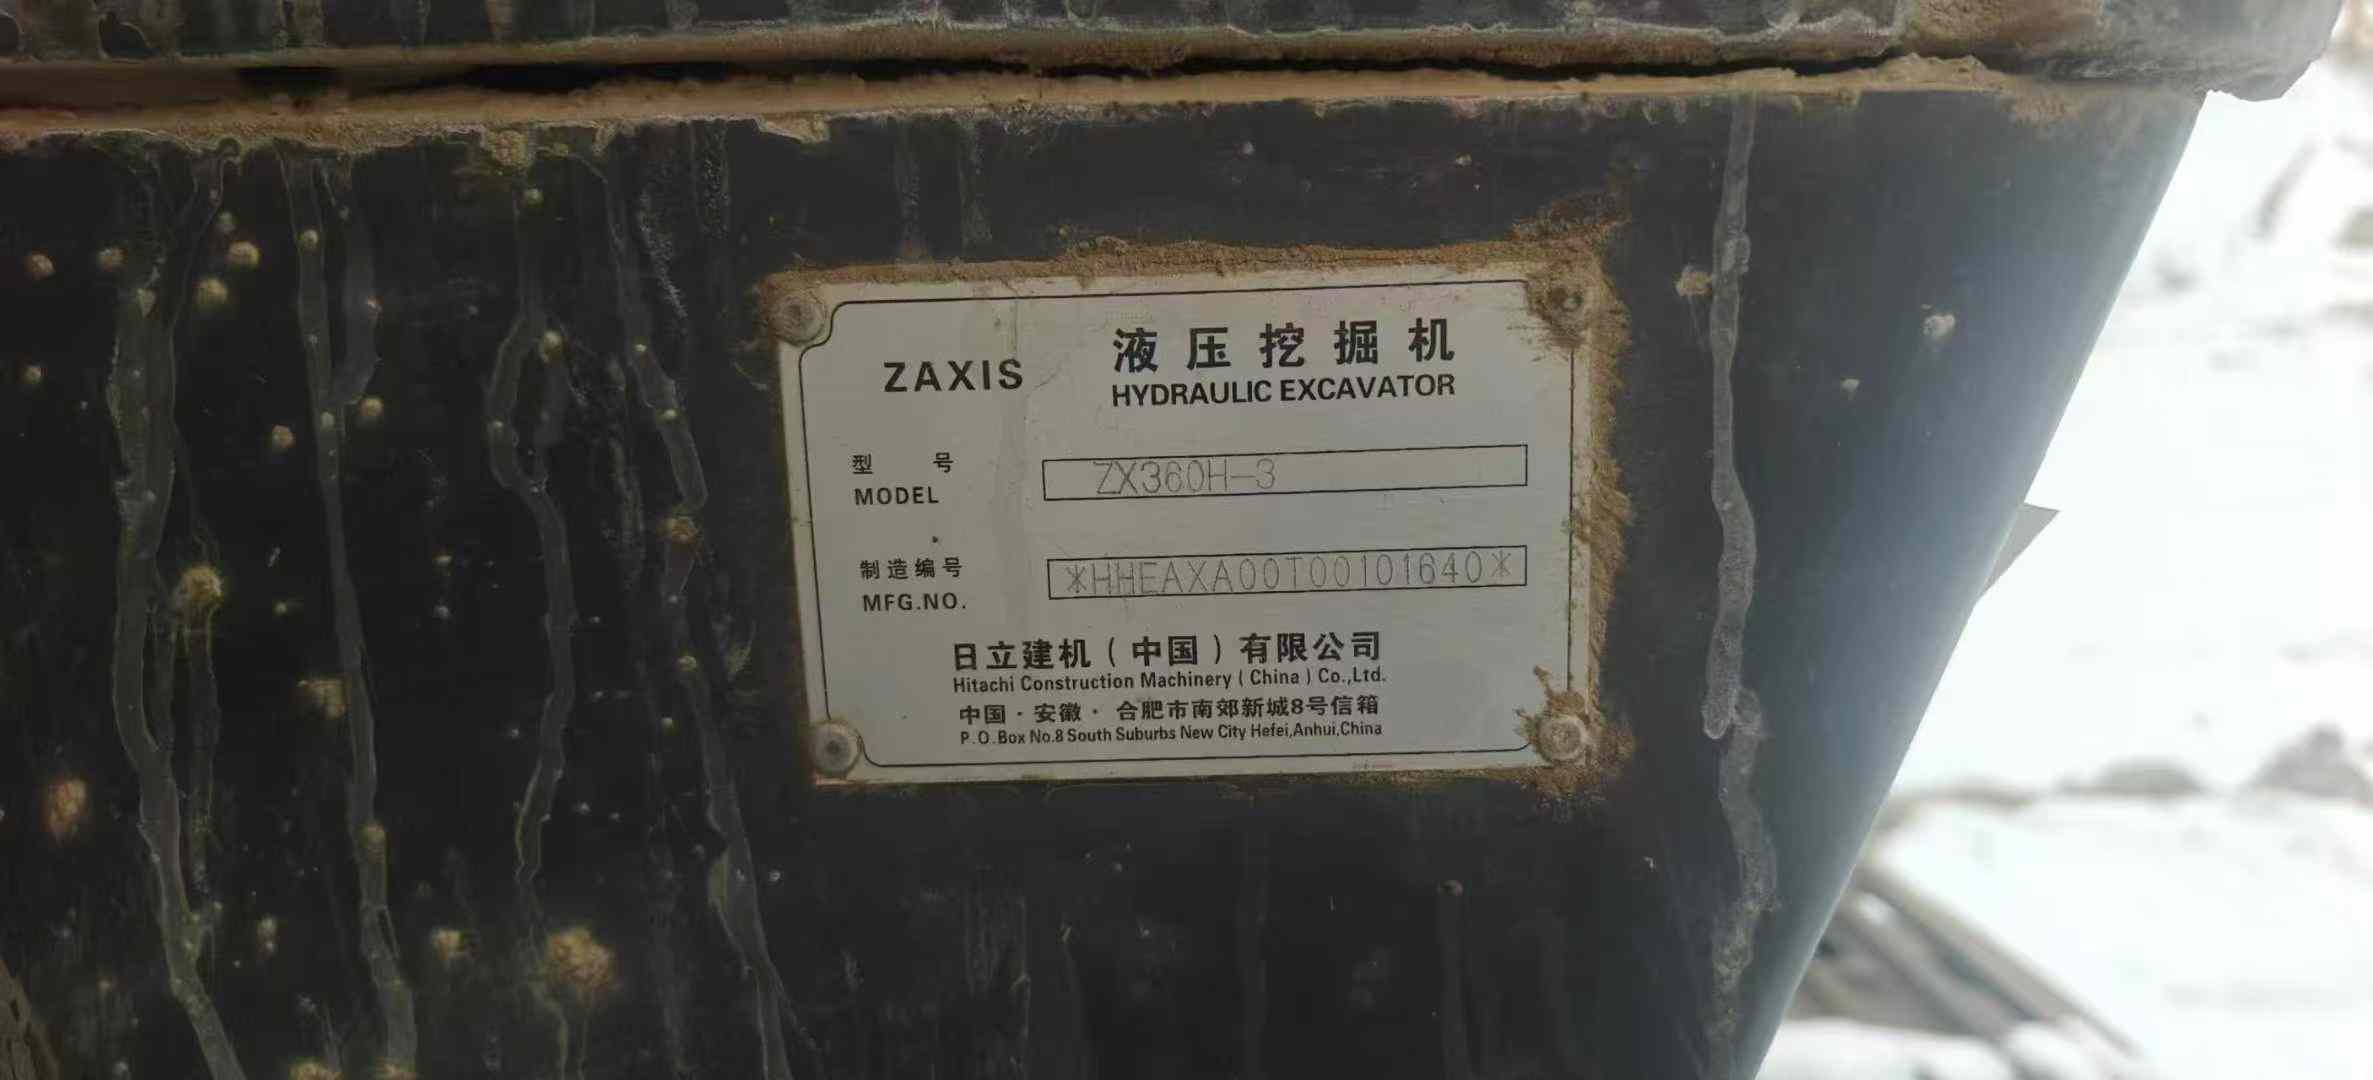 ZAXIS 液压挖掘机
HYDRAULIC EXCAVATOR
型 号
MODEL ZX360H-3
制造编号
MFG.NO. *HHEAXA00T00101640*
日立建机(中国)有限公司
Hitachi Construction Machinery (China) Co.,Ltd.
中国·安徽·合肥市南郊新城8号信箱
P.O.Box No.8 South Suburbs New City Hefei,Anhui,China